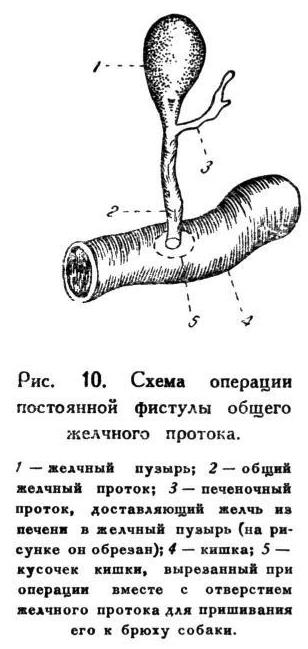 1
3
2
5
4
Рис. 10. Схема операции
постоянной фистулы общего
желчного протока.
1 — желчный пузырь; 2 — общий
желчный проток; 3 — печеночный
проток, доставляющий желчь из
печени в желчный пузырь (на ри-
сунке он обрезан); 4 — кишка; 5 —
кусочек кишки, вырезанный при
операции вместе с отверстием
желчного протока для пришивания
его к брюху собаки.